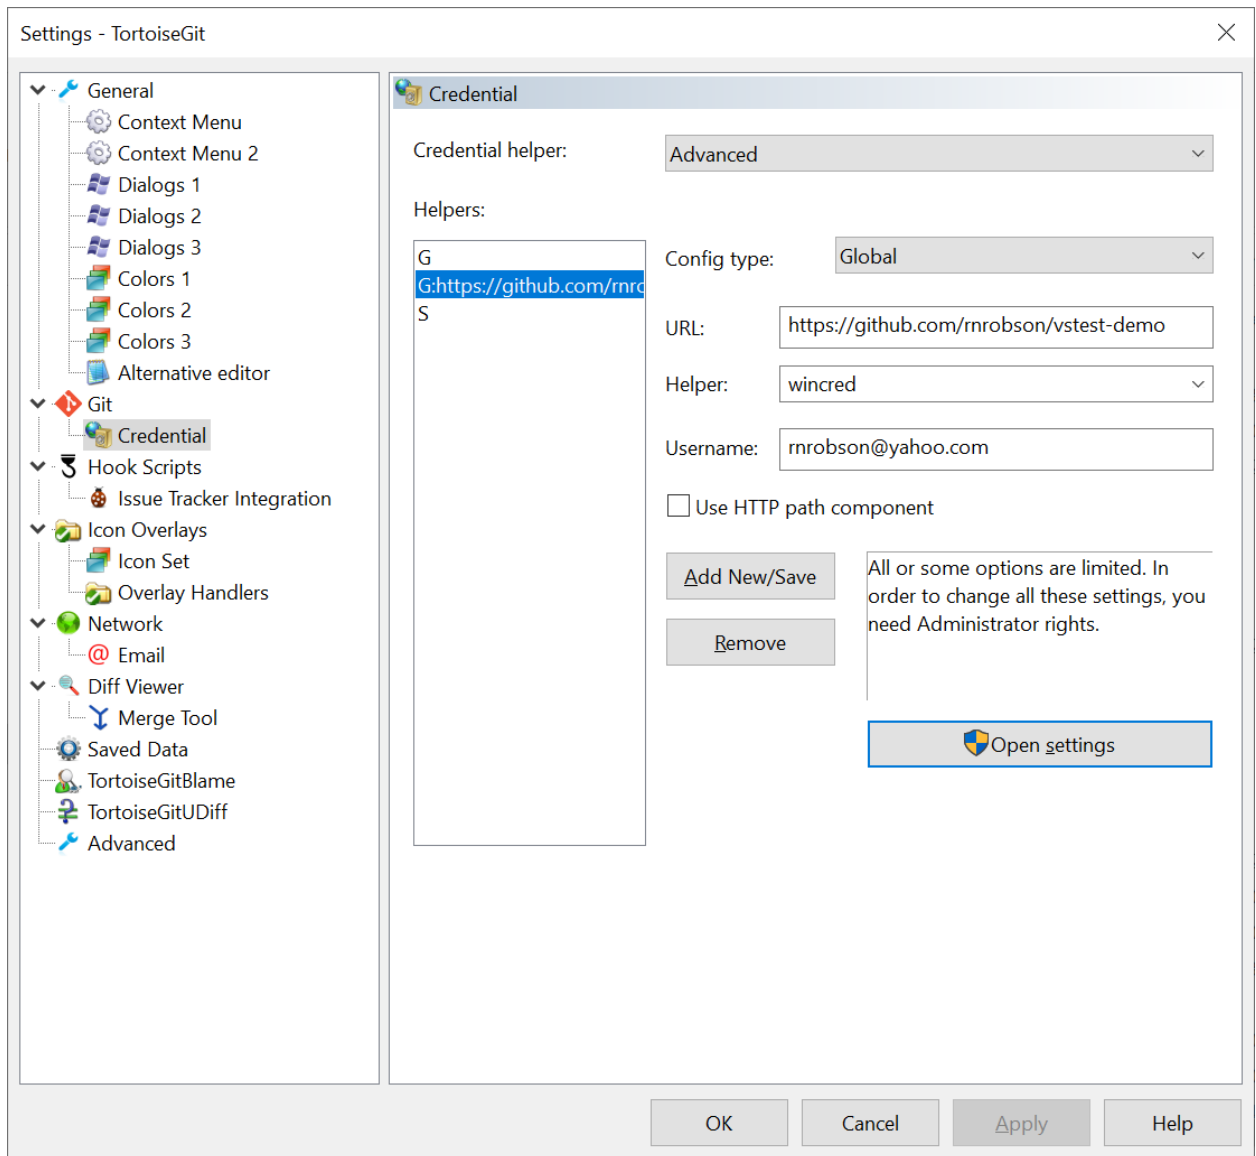 Settings - TortoiseGit
General
Context Menu
Context Menu 2
Dialogs 1
Dialogs 2
Dialogs 3
Colors 1
Colors 2
Colors 3
Alternative editor
Git
Credential
Hook Scripts
Issue Tracker Integration
Icon Overlays
Icon Set
Overlay Handlers
Network
Email
Diff Viewer
Merge Tool
Saved Data
TortoiseGitBlame
TortoiseGitUDiff
Advanced
Credential
Credential helper:
Advanced
Helpers:
G
G:https://github.com/rnro
S
Config type:
Global
URL:
https://github.com/rnrobson/vstest-demo
Helper:
wincred
Username:
rnrobson@yahoo.com
Use HTTP path component
Add New/Save
Remove
All or some options are limited. In
order to change all these settings, you
need Administrator rights.
Open settings
OK
Cancel
Apply
Help